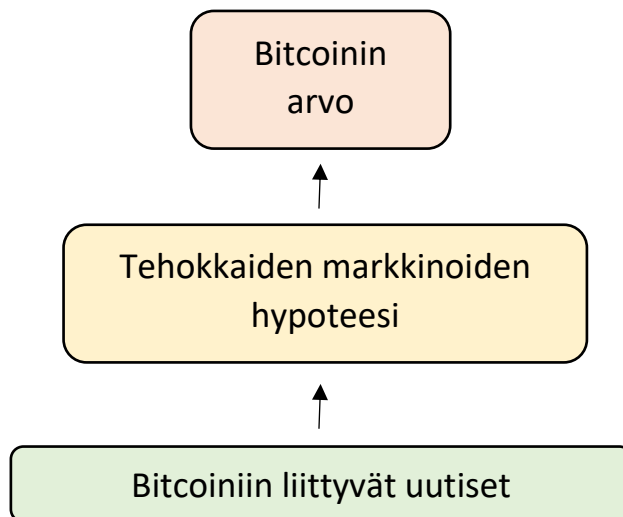 Bitcoinin
arvo
Tehokkaiden markkinoiden
hypoteesi
Bitcoiniin liittyvät uutiset